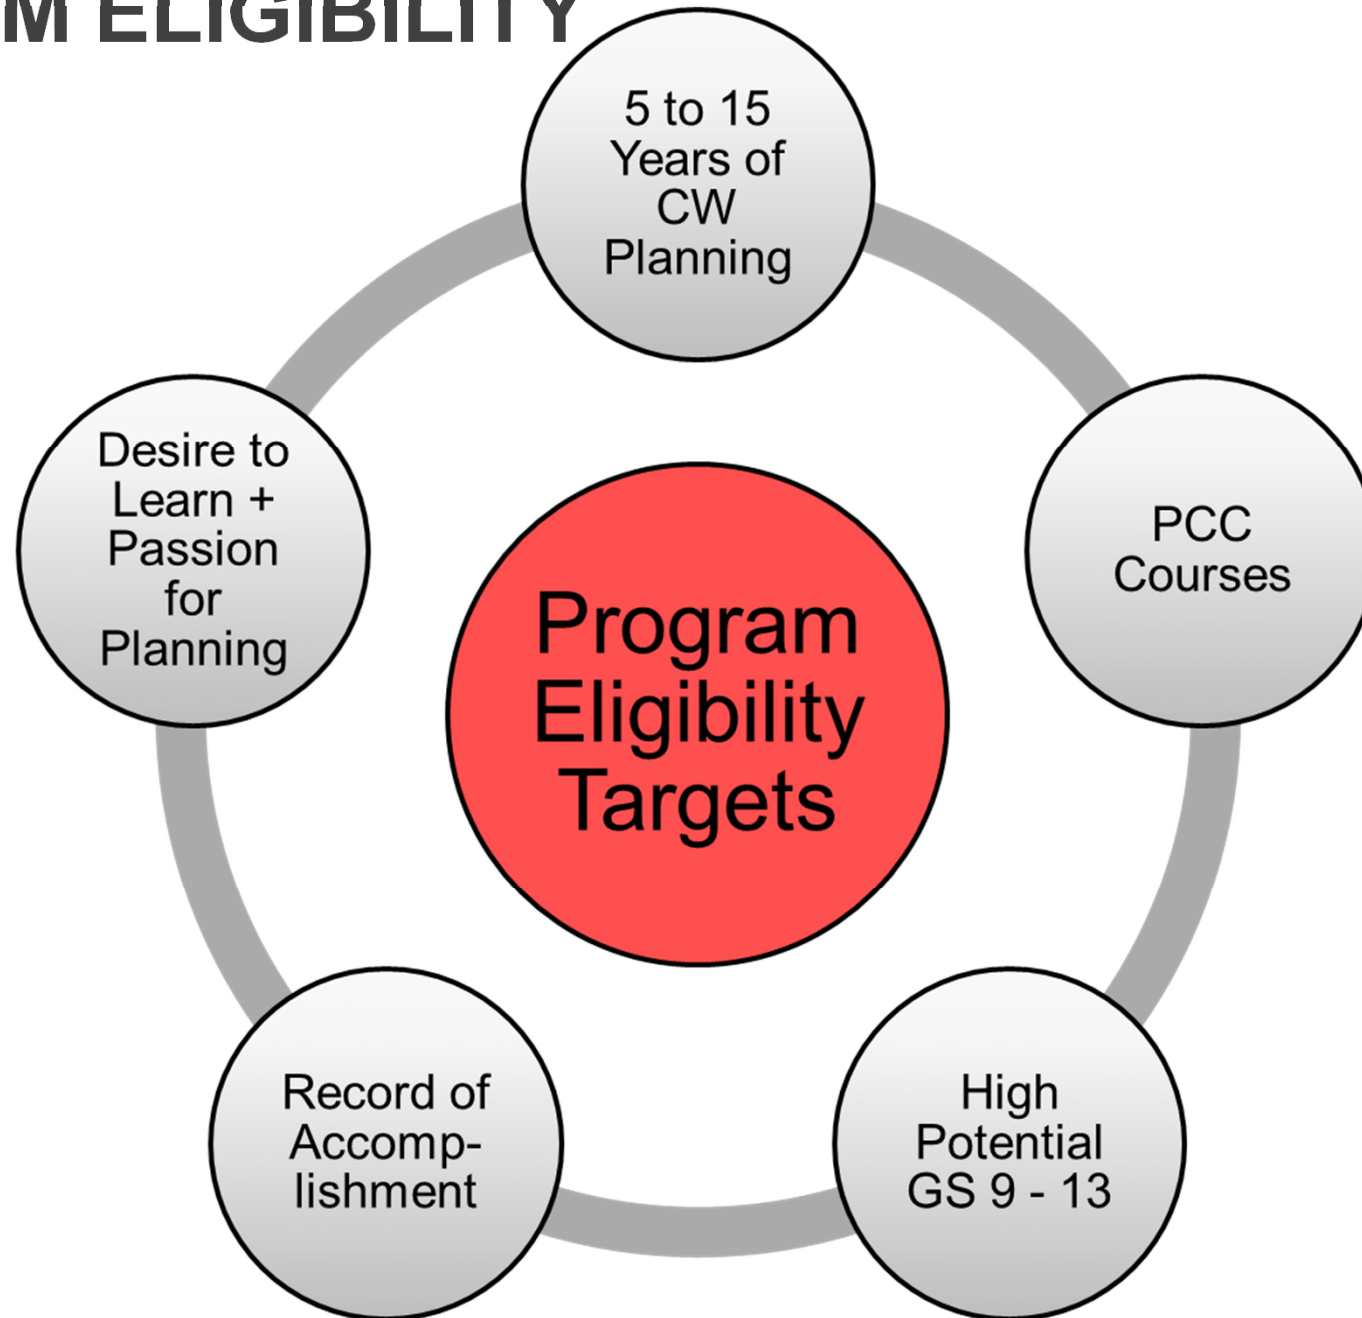 M ELIGIBILITY
5 to 15
Years of
CW
Planning
PCC
Courses
High
Potential
GS 9 - 13
Record of
Accomp-
lishment
Desire to
Learn +
Passion
for
Planning
Program
Eligibility
Targets